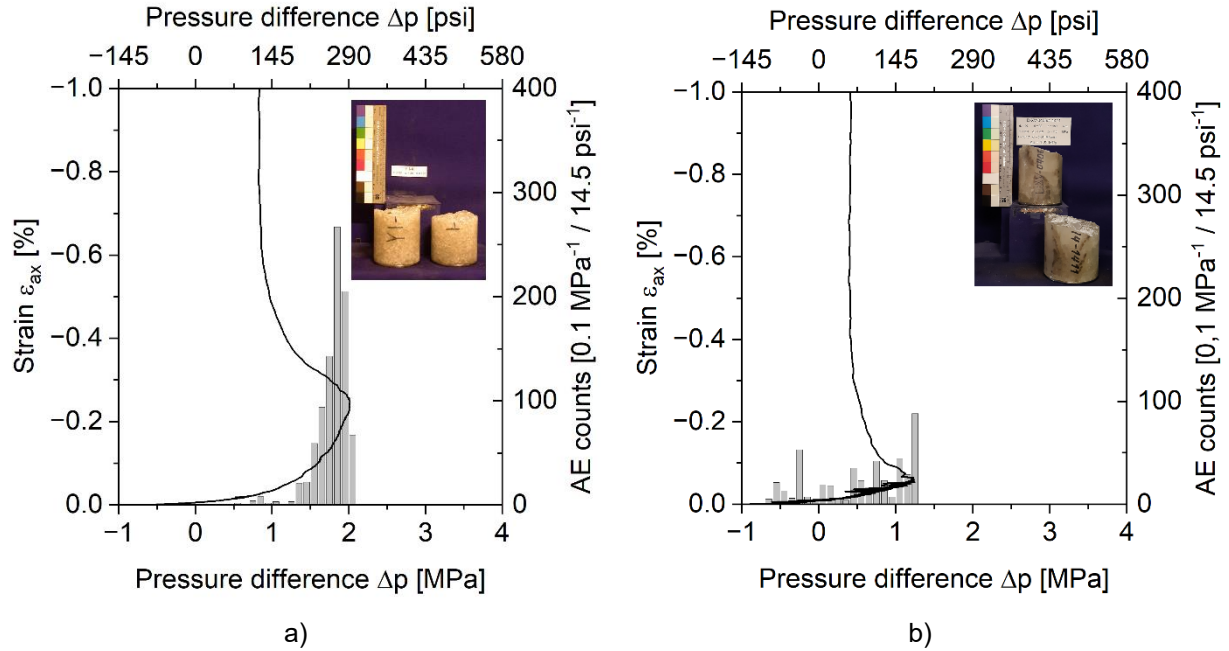 Pressure difference Δp [psi]
−145 0 145 290 435 580
−1.0
−0.8
−0.6
−0.4
−0.2
0.0
Strain εax [%]
400
300
200
100
0
AE counts [0.1 MPa⁻¹ / 14.5 psi⁻¹]
−1 0 1 2 3 4
Pressure difference Δp [MPa]
a)
Pressure difference Δp [psi]
−145 0 145 290 435 580
−1.0
−0.8
−0.6
−0.4
−0.2
0.0
Strain εax [%]
400
300
200
100
0
AE counts [0,1 MPa⁻¹ / 14.5 psi⁻¹]
−1 0 1 2 3 4
Pressure difference Δp [MPa]
b)